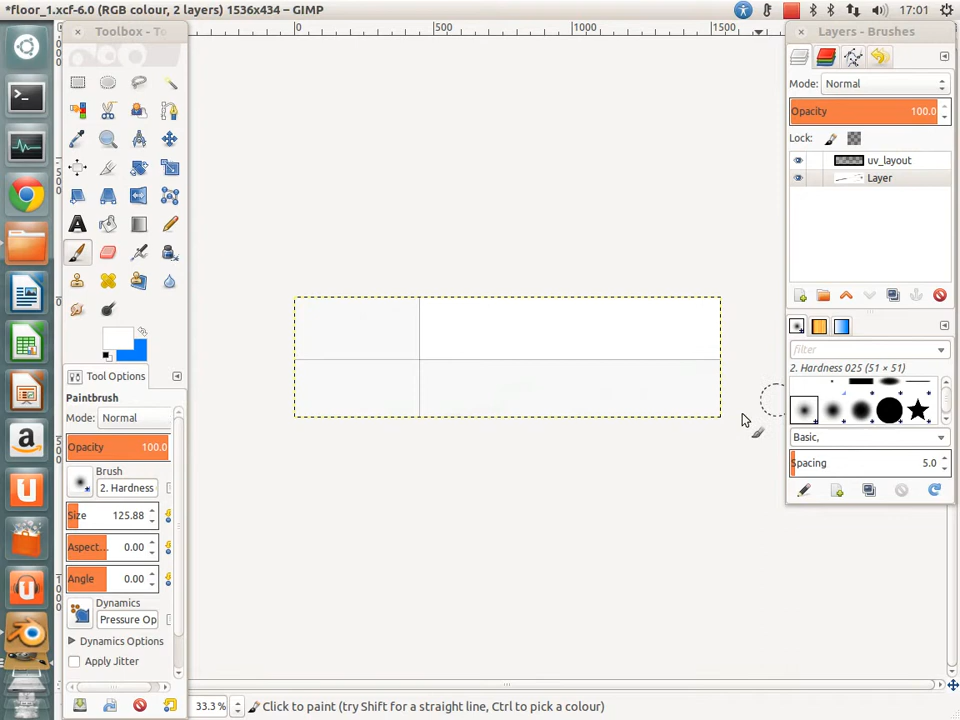 *floor_1.xcf-6.0 (RGB colour, 2 layers) 1536x434 – GIMP
17:01
Toolbox - To
Layers - Brushes
0
500
1000
1500
Mode:
Normal
Opacity
100.0
Lock:
uv_layout
Layer
Tool Options
Paintbrush
Mode:
Normal
Opacity
100.0
Brush
2. Hardness
Size
125.88
Aspect...
0.00
Angle
0.00
Dynamics
Pressure Op
Dynamics Options
Apply Jitter
filter
2. Hardness 025 (51 × 51)
Basic,
Spacing
5.0
33.3 %
Click to paint (try Shift for a straight line, Ctrl to pick a colour)